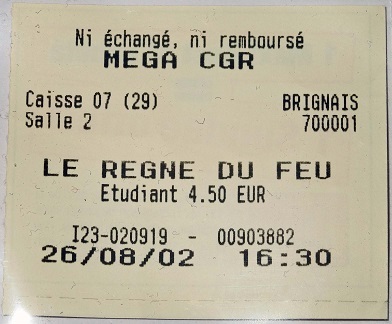 Ni échangé, ni remboursé
MEGA CGR
Caisse 07 (29) BRIGNAIS
Salle 2 700001
LE REGNE DU FEU
Etudiant 4.50 EUR
I23-020919 - 00903882
26/08/02 16:30